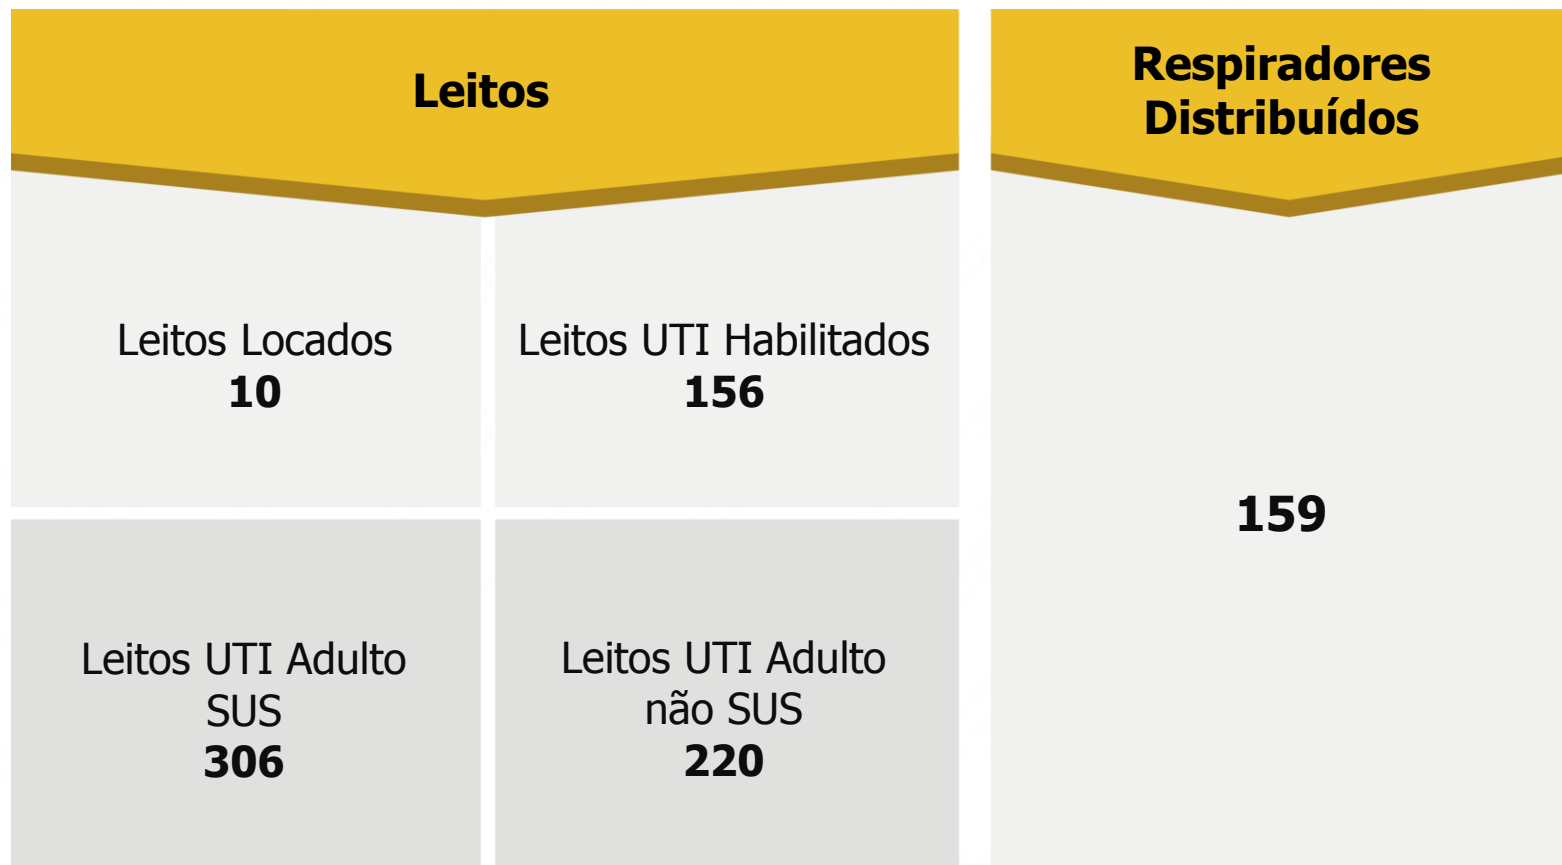 Leitos
Leitos Locados
10
Leitos UTI Habilitados
156
Leitos UTI Adulto
SUS
306
Leitos UTI Adulto
não SUS
220
Respiradores
Distribuídos
159